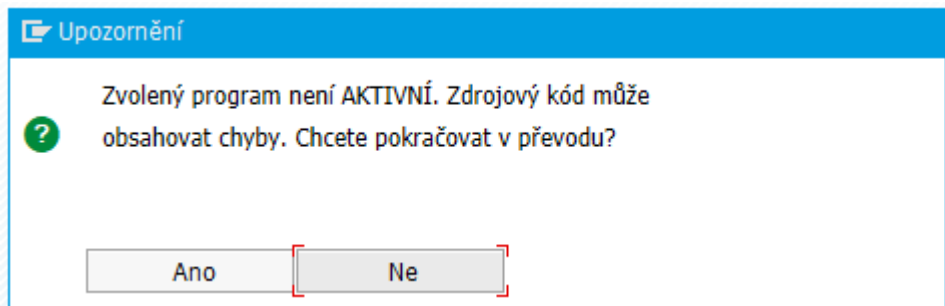 Upozornění
Zvolený program není AKTIVNÍ. Zdrojový kód může
obsahovat chyby. Chcete pokračovat v převodu?
Ano
Ne